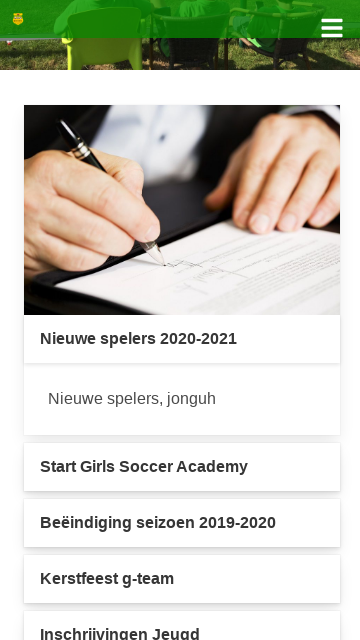 Nieuwe spelers 2020-2021
Nieuwe spelers, jonguh
Start Girls Soccer Academy
Beëindiging seizoen 2019-2020
Kerstfeest g-team
Inschrijvingen Jeugd